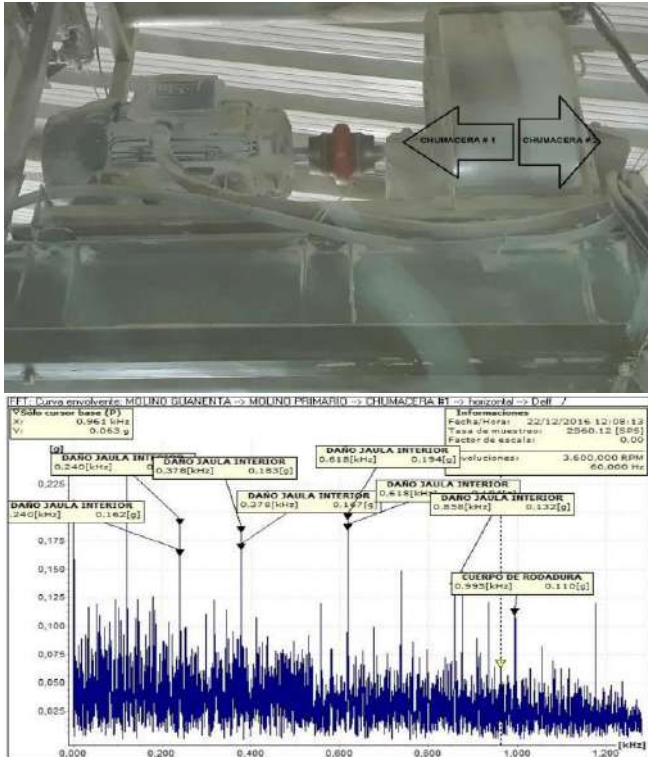 CHUMACERA # 1
CHUMACERA #
FFT: Curva envolvente: MOLINO GUANENTA --> MOLINO PRIMARIO --> CHUMACERA #1 --> horizontal --> Deff /
Sólo cursor base (P)
X: 0.961 kHz
Y: 0.063 g
Informaciones
Fecha/Hora: 22/12/2016 12:08:13
Tasa de muestreo: 2560.12 [SPS]
Factor de escala: 0.00
evoluciones: 3.600,000 RPM
60,000 Hz
[g]
DAÑO JAULA INTERIOR
0.240[kHz]
DAÑO JAULA INTERIOR
0.378[kHz] 0.183[g]
DAÑO JAULA INTERIOR
0.618[kHz] 0.194[g]
DAÑO JAULA INTERIOR
.240[kHz] 0.162[g]
DAÑO JAULA INTERIOR
0.378[kHz] 0.167[g]
DAÑO JAULA INTERIOR
0.618[kHz]
DAÑO JAULA INTERIOR
0.858[kHz] 0.132[g]
CUERPO DE RODADURA
0.995[kHz] 0.110[g]
0,225
0,175
0,150
0,125
0,100
0,075
0,050
0,025
0,000 0,200 0,400 0,600 0,800 1,000 1,200 [kHz]